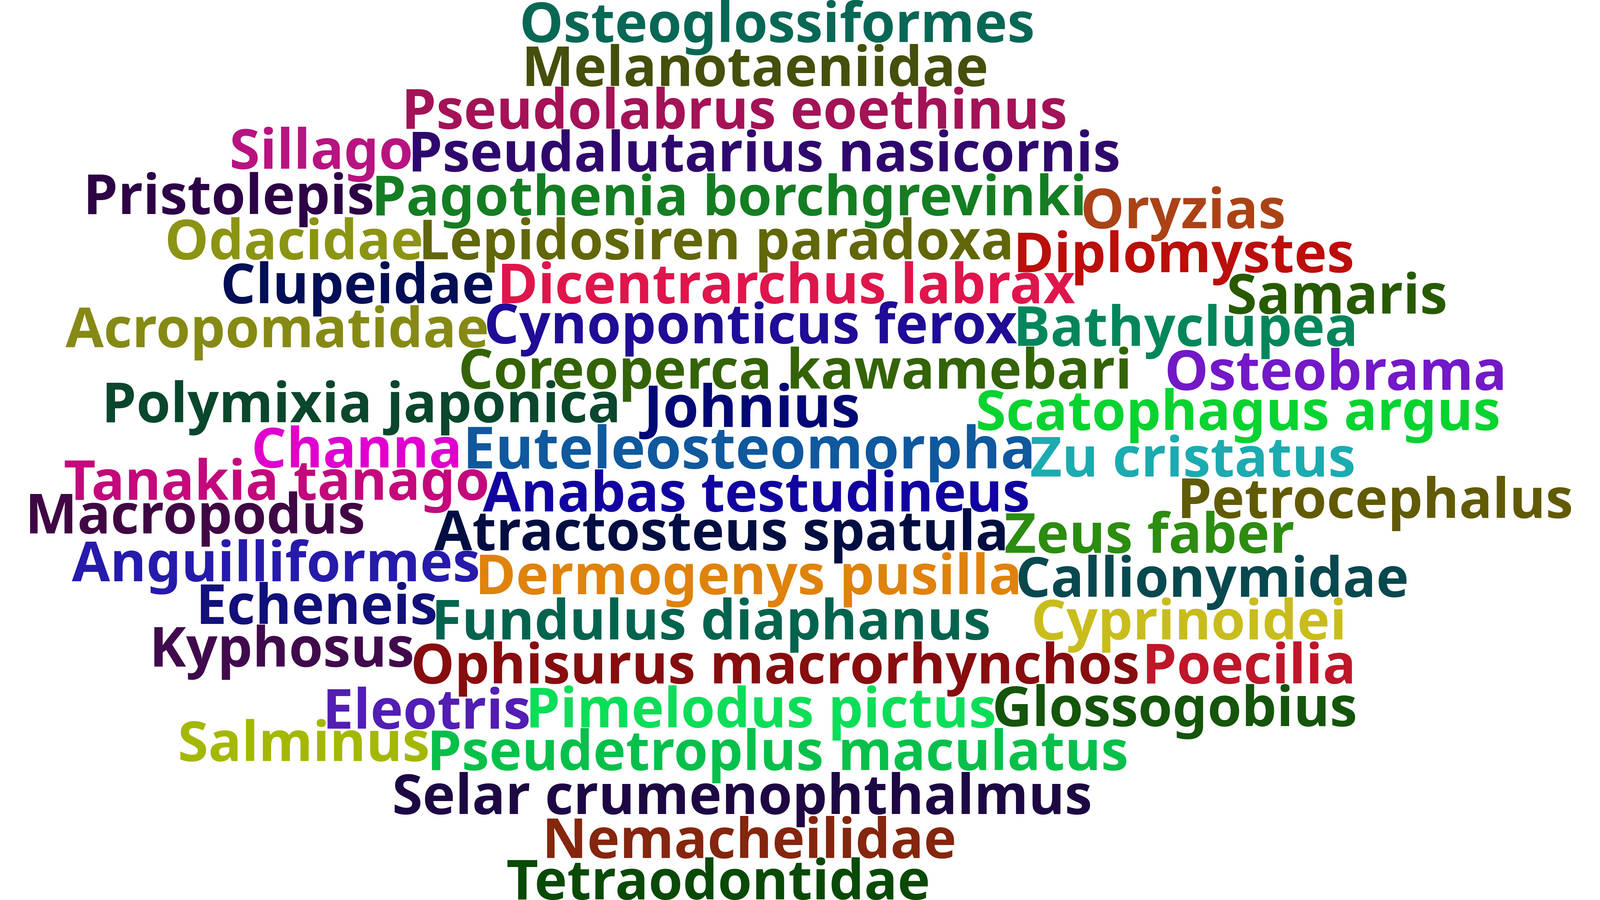 Osteoglossiformes
Melanotaeniidae
Pseudolabrus eoethinus
Sillago Pseudalutarius nasicornis
Pristolepis Pagothenia borchgrevinki Oryzias
Odacidae Lepidosiren paradoxa Diplomystes
Clupeidae Dicentrarchus labrax Samaris
Acropomatidae Cynoponticus ferox Bathyclupea
Coreoperca kawamebari Osteobrama
Polymixia japonica Johnius Scatophagus argus
Channa Euteleosteomorpha Zu cristatus
Tanakia tanago Anabas testudineus Petrocephalus
Macropodus Atractosteus spatula Zeus faber
Anguilliformes Dermogenys pusilla Callionymidae
Echeneis Fundulus diaphanus Cyprinoidei
Kyphosus Ophisurus macrorhynchos Poecilia
Eleotris Pimelodus pictus Glossogobius
Salminus Pseudetroplus maculatus
Selar crumenophthalmus
Nemacheilidae
Tetraodontidae